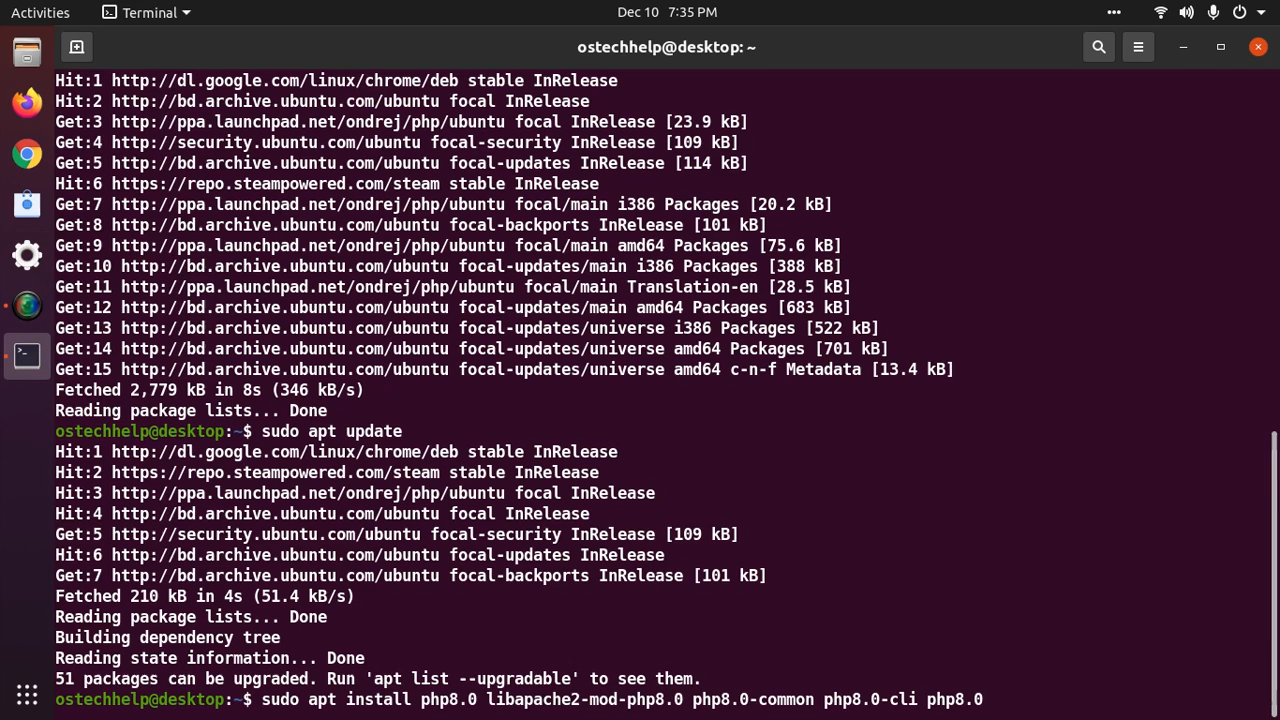 Activities
Terminal
Dec 10 7:35 PM
ostechhelp@desktop: ~
Hit:1 http://dl.google.com/linux/chrome/deb stable InRelease
Hit:2 http://bd.archive.ubuntu.com/ubuntu focal InRelease
Get:3 http://ppa.launchpad.net/ondrej/php/ubuntu focal InRelease [23.9 kB]
Get:4 http://security.ubuntu.com/ubuntu focal-security InRelease [109 kB]
Get:5 http://bd.archive.ubuntu.com/ubuntu focal-updates InRelease [114 kB]
Hit:6 https://repo.steampowered.com/steam stable InRelease
Get:7 http://ppa.launchpad.net/ondrej/php/ubuntu focal/main i386 Packages [20.2 kB]
Get:8 http://bd.archive.ubuntu.com/ubuntu focal-backports InRelease [101 kB]
Get:9 http://ppa.launchpad.net/ondrej/php/ubuntu focal/main amd64 Packages [75.6 kB]
Get:10 http://bd.archive.ubuntu.com/ubuntu focal-updates/main i386 Packages [388 kB]
Get:11 http://ppa.launchpad.net/ondrej/php/ubuntu focal/main Translation-en [28.5 kB]
Get:12 http://bd.archive.ubuntu.com/ubuntu focal-updates/main amd64 Packages [683 kB]
Get:13 http://bd.archive.ubuntu.com/ubuntu focal-updates/universe i386 Packages [522 kB]
Get:14 http://bd.archive.ubuntu.com/ubuntu focal-updates/universe amd64 Packages [701 kB]
Get:15 http://bd.archive.ubuntu.com/ubuntu focal-updates/universe amd64 c-n-f Metadata [13.4 kB]
Fetched 2,779 kB in 8s (346 kB/s)
Reading package lists... Done
ostechhelp@desktop:~$ sudo apt update
Hit:1 http://dl.google.com/linux/chrome/deb stable InRelease
Hit:2 https://repo.steampowered.com/steam stable InRelease
Hit:3 http://ppa.launchpad.net/ondrej/php/ubuntu focal InRelease
Hit:4 http://bd.archive.ubuntu.com/ubuntu focal InRelease
Get:5 http://security.ubuntu.com/ubuntu focal-security InRelease [109 kB]
Hit:6 http://bd.archive.ubuntu.com/ubuntu focal-updates InRelease
Get:7 http://bd.archive.ubuntu.com/ubuntu focal-backports InRelease [101 kB]
Fetched 210 kB in 4s (51.4 kB/s)
Reading package lists... Done
Building dependency tree
Reading state information... Done
51 packages can be upgraded. Run 'apt list --upgradable' to see them.
ostechhelp@desktop:~$ sudo apt install php8.0 libapache2-mod-php8.0 php8.0-common php8.0-cli php8.0